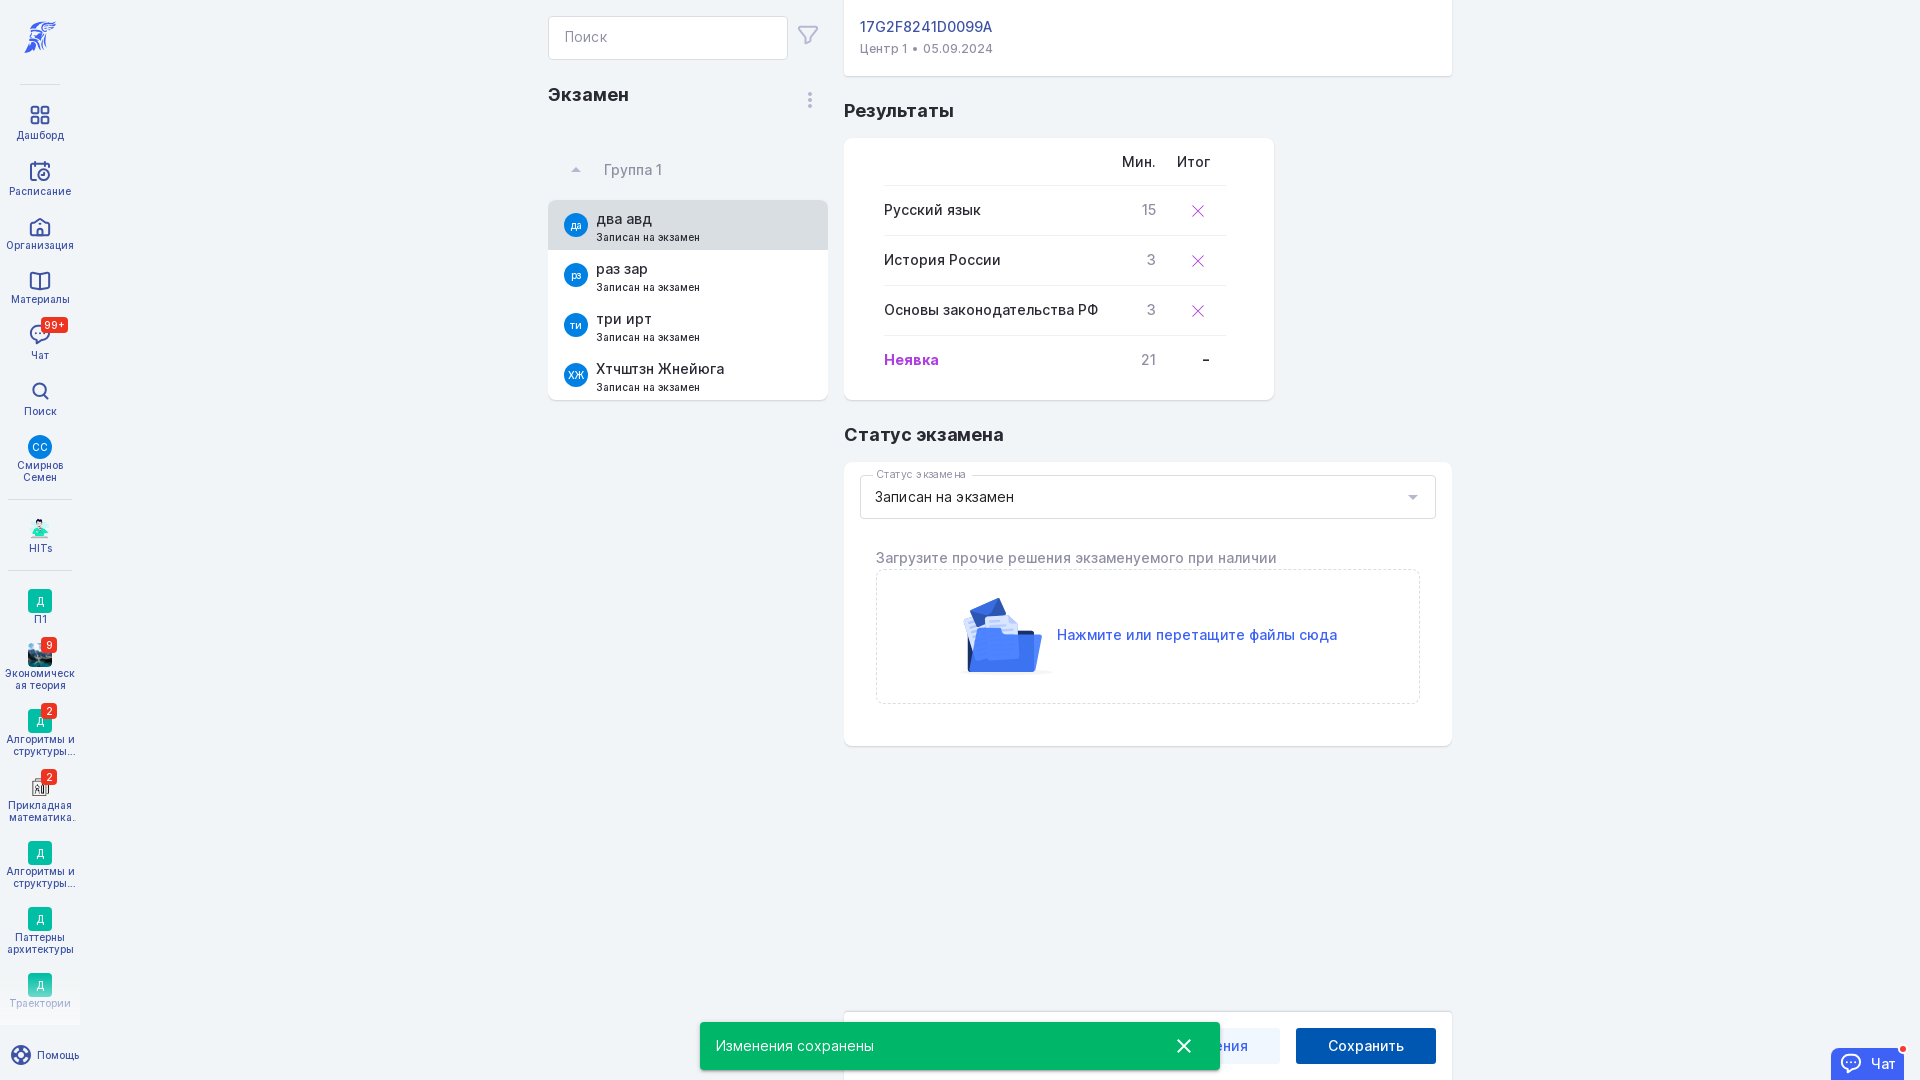 Дашборд
Расписание
Организация
Материалы
99+
Чат
Поиск
СС
Смирнов
Семен
HITs
Д
П1
9
Экономическ
ая теория
2
Д
Алгоритмы и
структуры...
2
Прикладная
математика.
Д
Алгоритмы и
структуры...
Д
Паттерны
архитектуры
Д
Траектории
Помощь
Поиск
Экзамен
Группа 1
да
два авд
Записан на экзамен
рз
раз зар
Записан на экзамен
ти
три ирт
Записан на экзамен
ХЖ
Хтчштзн Жнейюга
Записан на экзамен
17G2F8241D0099A
Центр 1 • 05.09.2024
Результаты
Мин. Итог
Русский язык 15
История России 3
Основы законодательства РФ 3
Неявка 21 –
Статус экзамена
Статус экзамена
Записан на экзамен
Загрузите прочие решения экзаменуемого при наличии
Нажмите или перетащите файлы сюда
Изменения сохранены
ения
Сохранить
Чат